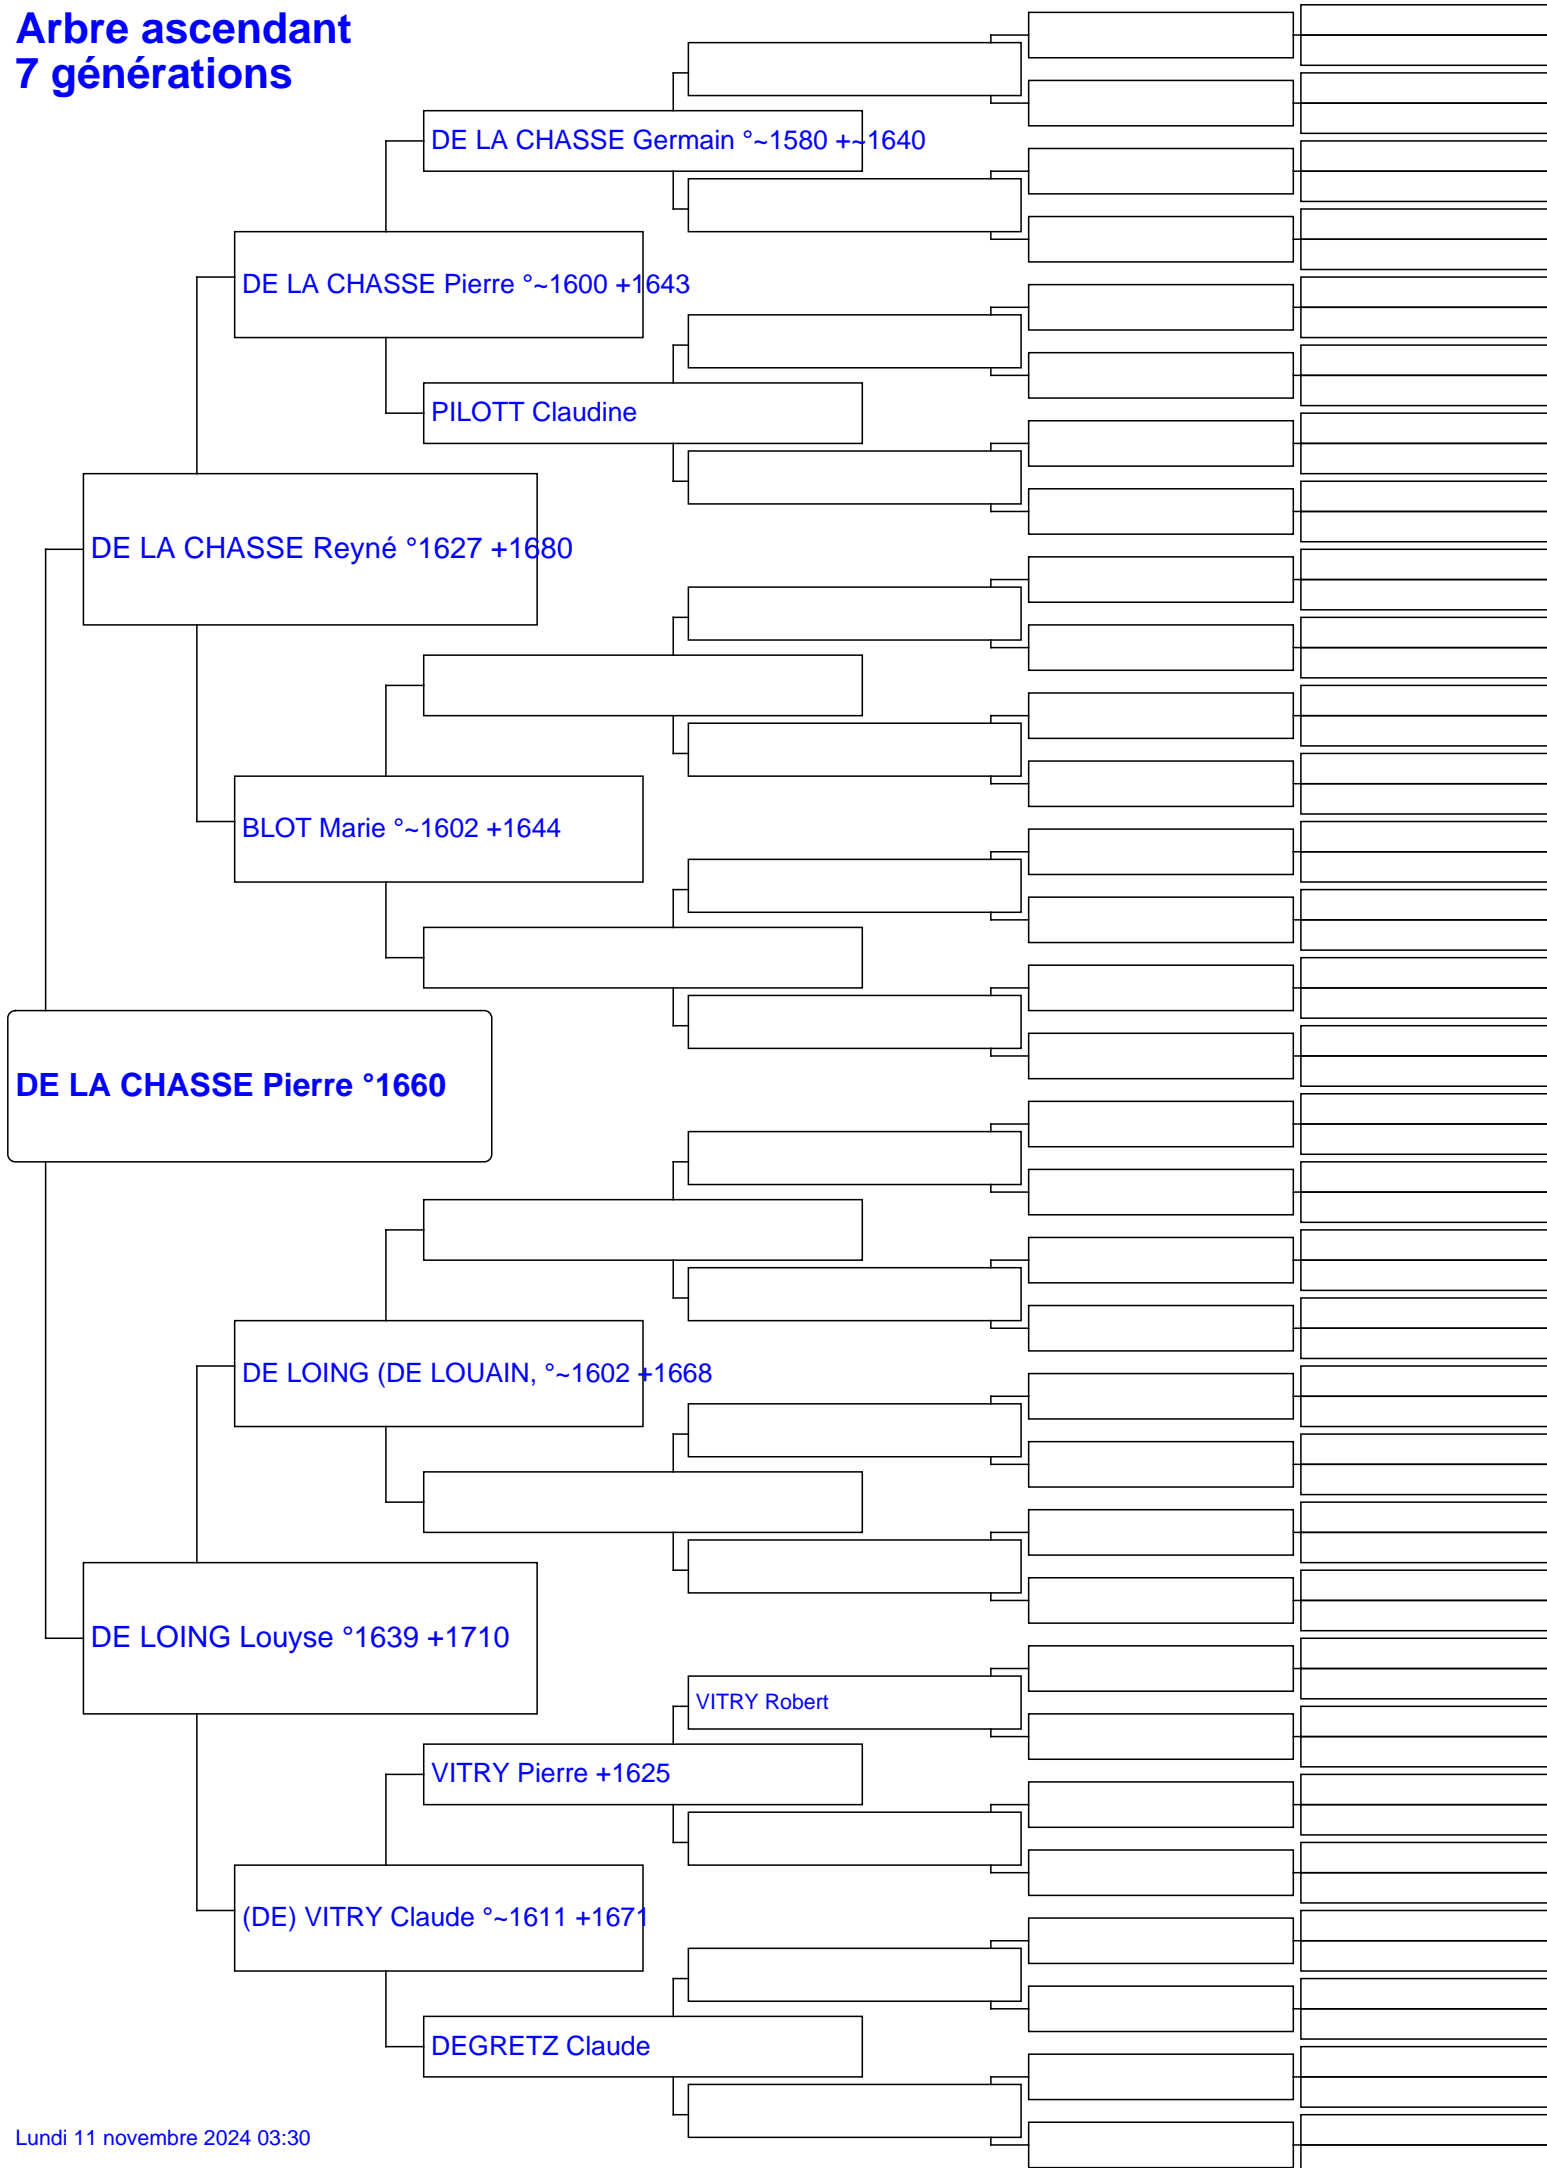 Arbre ascendant
7 générations
DE LA CHASSE Germain °~1580 +~1640
DE LA CHASSE Pierre °~1600 +1643
PILOTT Claudine
DE LA CHASSE Reyné °1627 +1680
BLOT Marie °~1602 +1644
DE LA CHASSE Pierre °1660
DE LOING (DE LOUAIN, °~1602 +1668
DE LOING Louyse °1639 +1710
VITRY Robert
VITRY Pierre +1625
(DE) VITRY Claude °~1611 +1671
DEGRETZ Claude
Lundi 11 novembre 2024 03:30